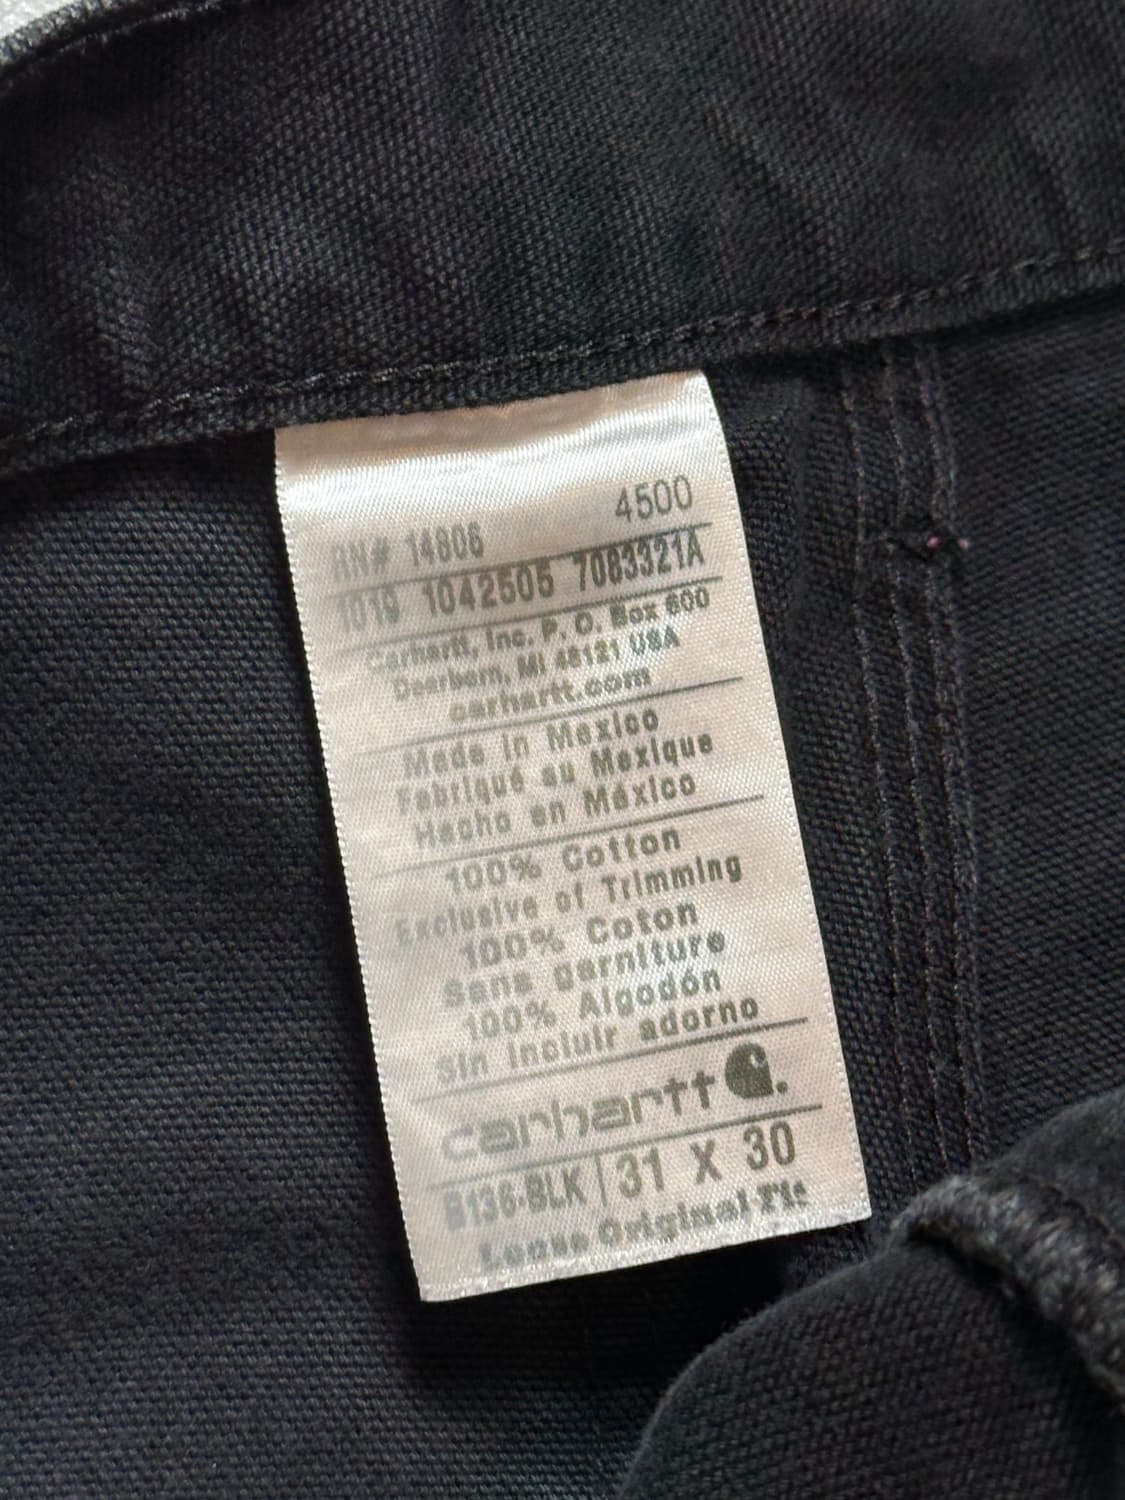 4500
RN# 14806
1019 1042505 7083321A
Carhartt, Inc. P. O. Box 600
Dearborn, MI 48121 USA
carhartt.com
Made in Mexico
Fabriqué au Mexique
Hecho en México
100% Cotton
Exclusive of Trimming
100% Coton
Sans garniture
100% Algodón
Sin incluir adorno
carhartt
B136-BLK | 31 X 30
Loose Original Fit